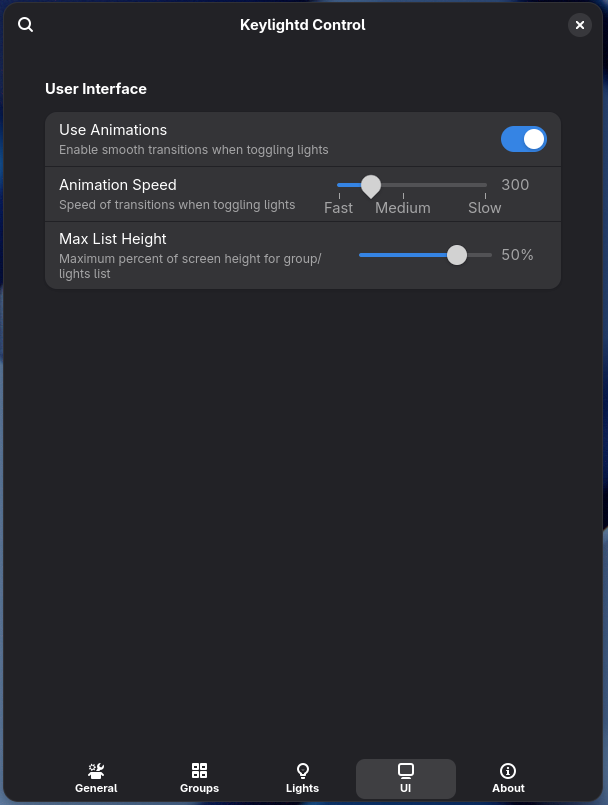 Keylightd Control
User Interface
Use Animations
Enable smooth transitions when toggling lights
Animation Speed
Speed of transitions when toggling lights
300
Fast Medium Slow
Max List Height
Maximum percent of screen height for group/
lights list
50%
General Groups Lights UI About